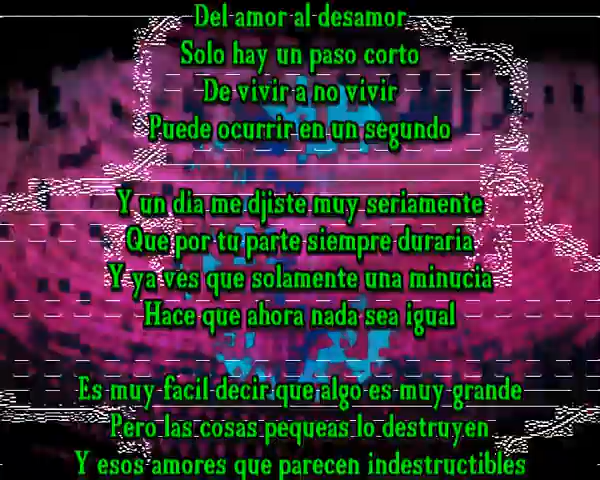 Del amor al desamor
Solo hay un paso corto
De vivir a no vivir
Puede ocurrir en un segundo
Y un dia me djiste muy seriamente
Que por tu parte siempre duraria
Y ya ves que solamente una minucia
Hace que ahora nada sea igual
Es muy facil decir que algo es muy grande
Pero las cosas pequeas lo destruyen
Y esos amores que parecen indestructibles